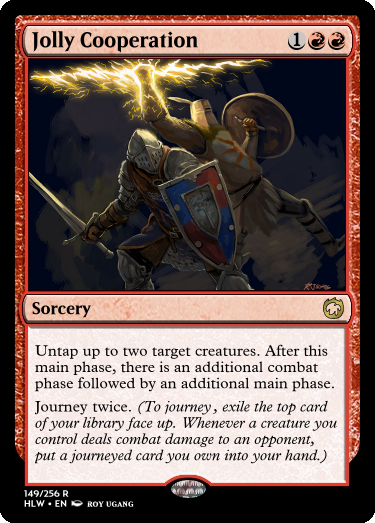 Jolly Cooperation 1
Sorcery
Untap up to two target creatures. After this
main phase, there is an additional combat
phase followed by an additional main phase.
Journey twice. (To journey, exile the top card
of your library face up. Whenever a creature you
control deals combat damage to an opponent,
put a journeyed card you own into your hand.)
149/256 R
HLW • EN ROY UGANG